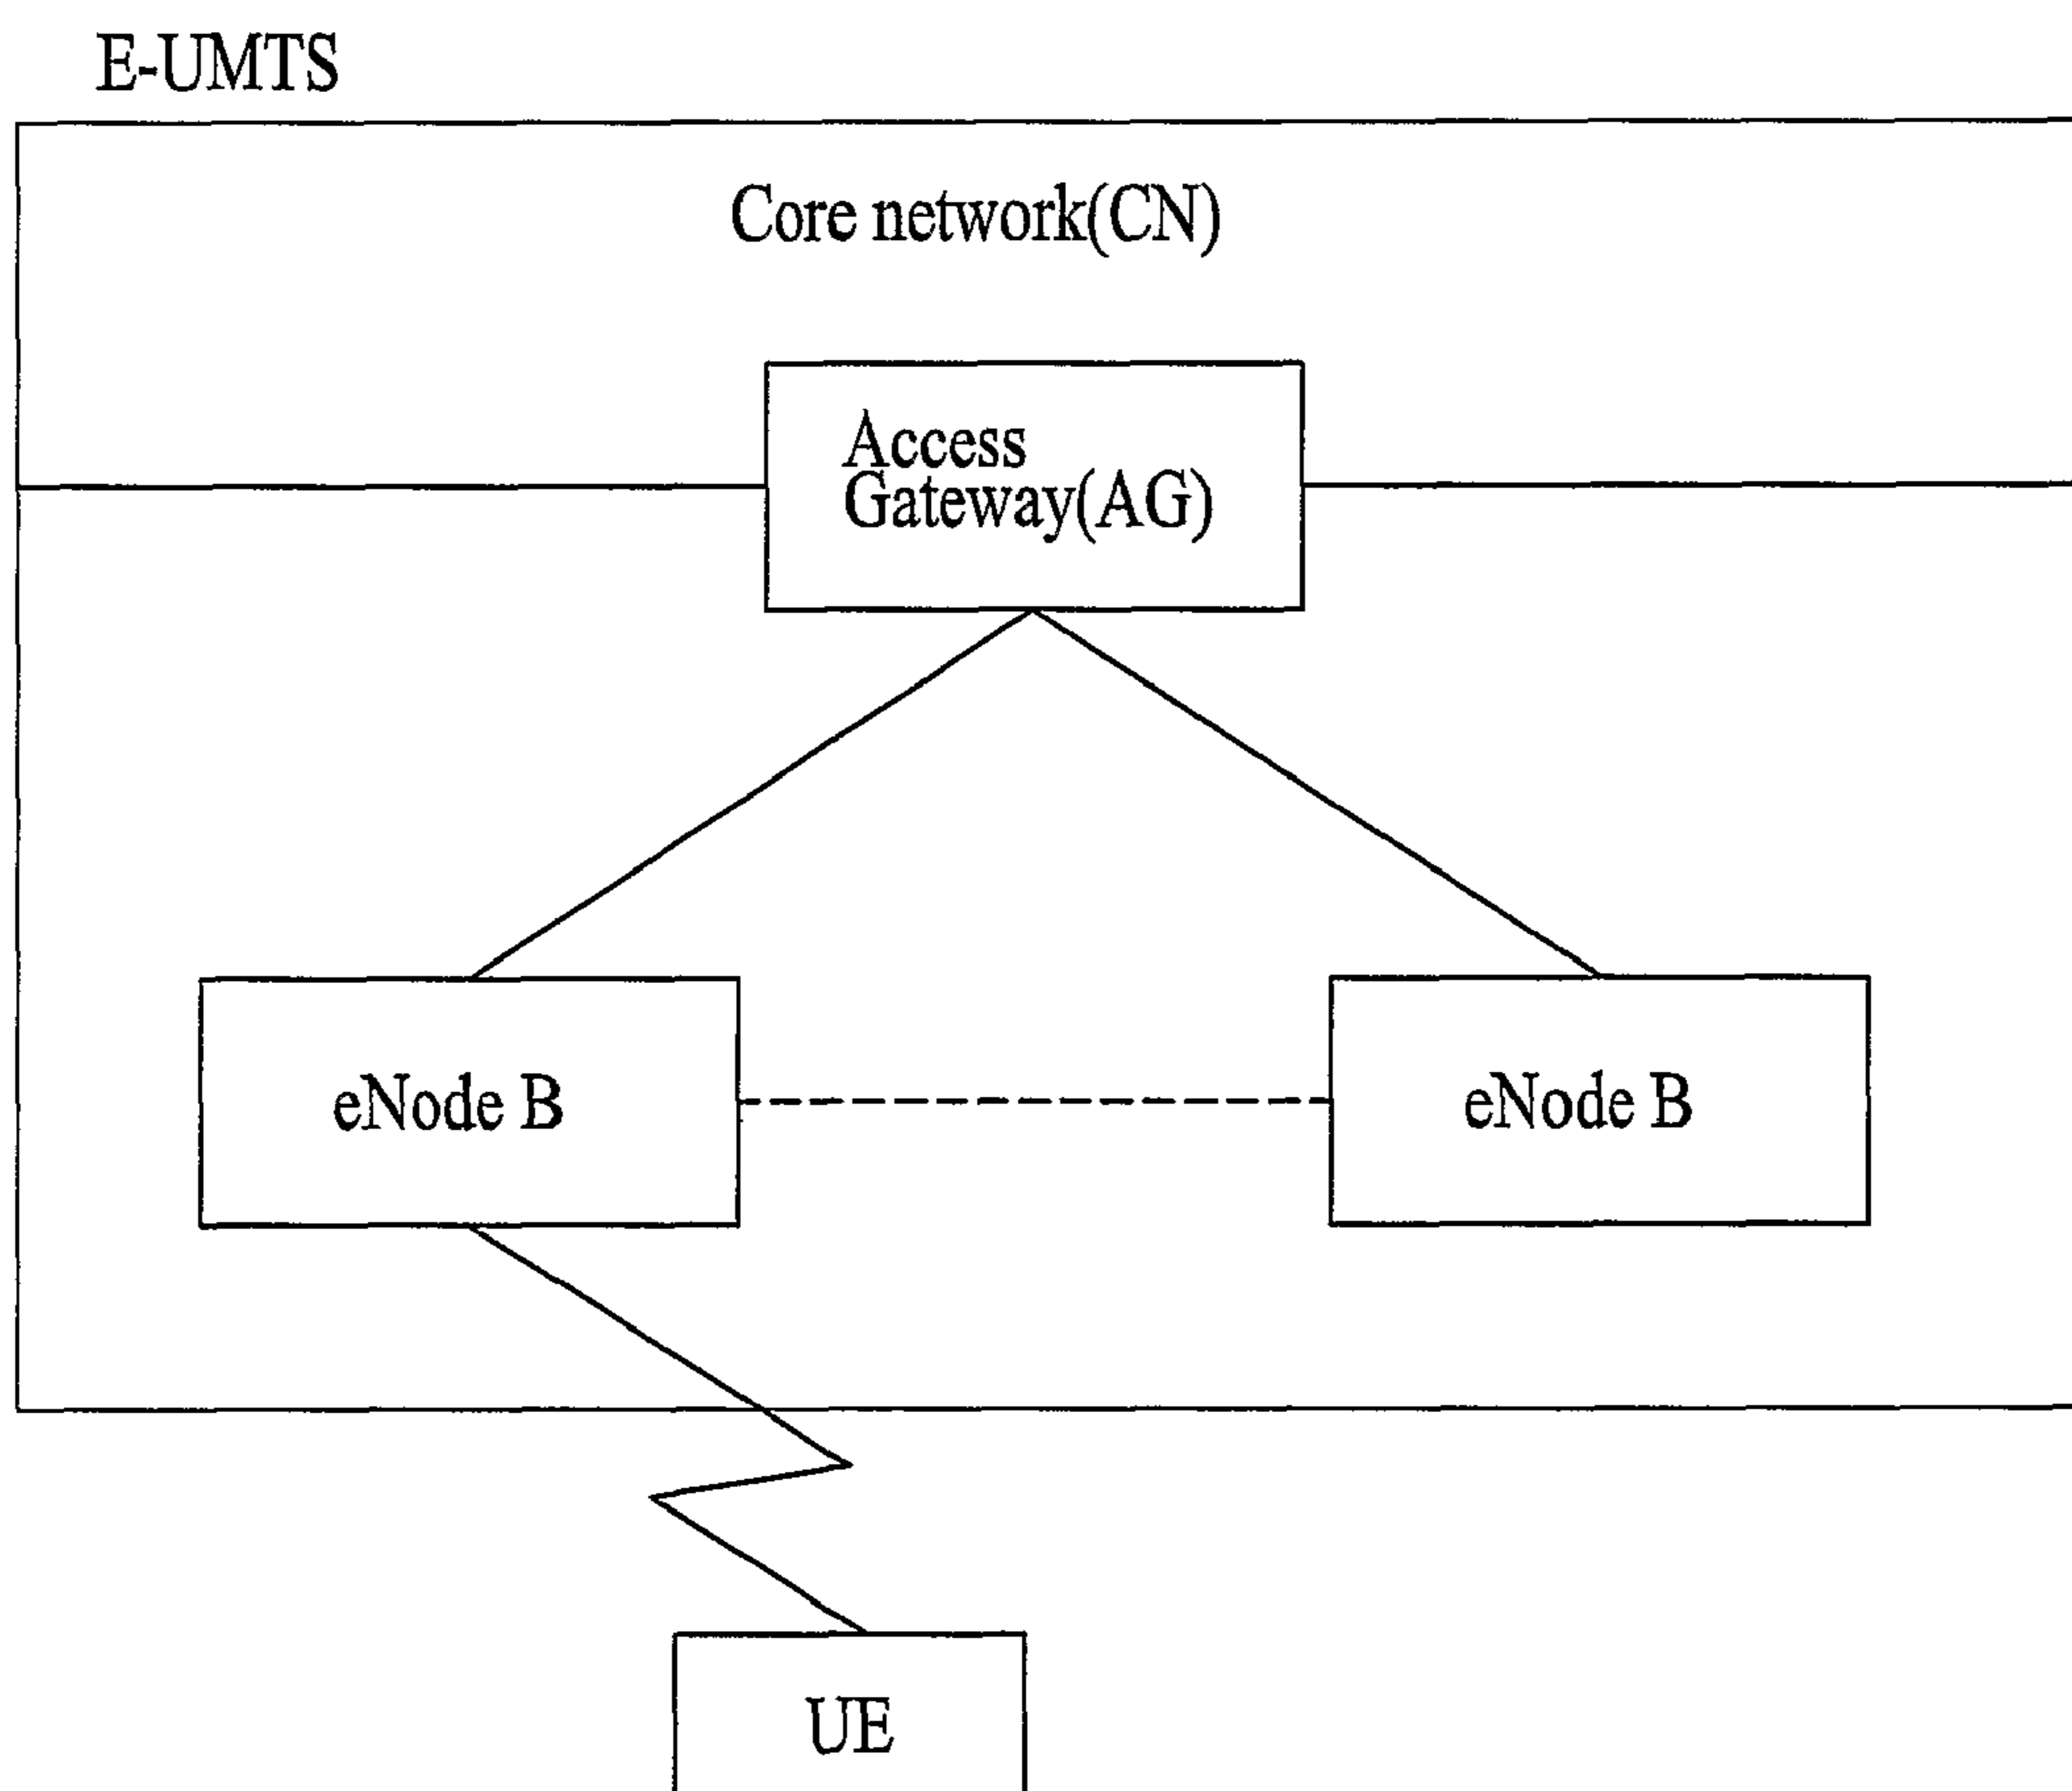 E-UMTS
Core network(CN)
Access
Gateway(AG)
eNode B
eNode B
UE